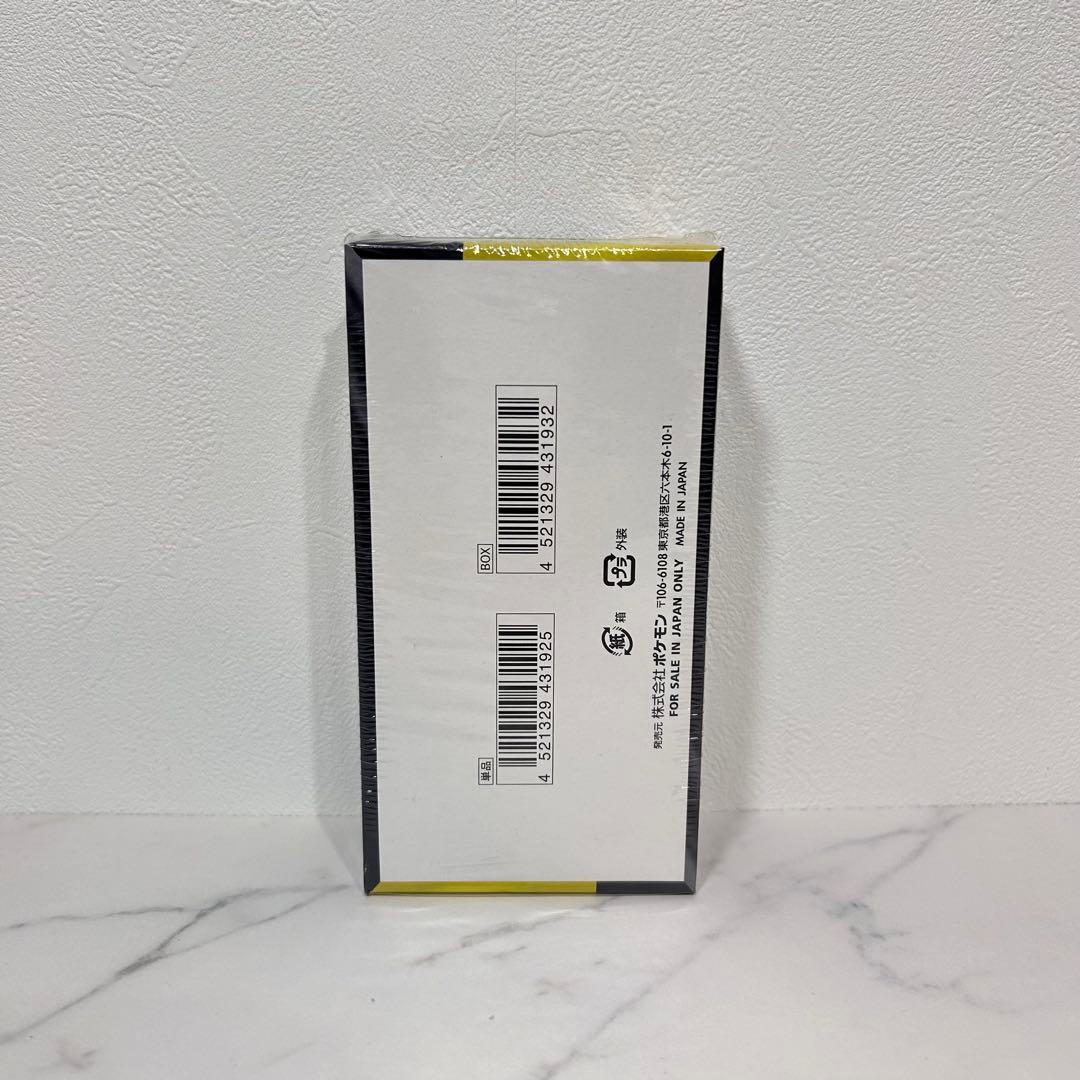 BOX
4 521329 431932
単品
4 521329 431925
プラ 外装
紙 箱
発売元 株式会社ポケモン 〒106-6108 東京都港区六本木6-10-1
FOR SALE IN JAPAN ONLY MADE IN JAPAN